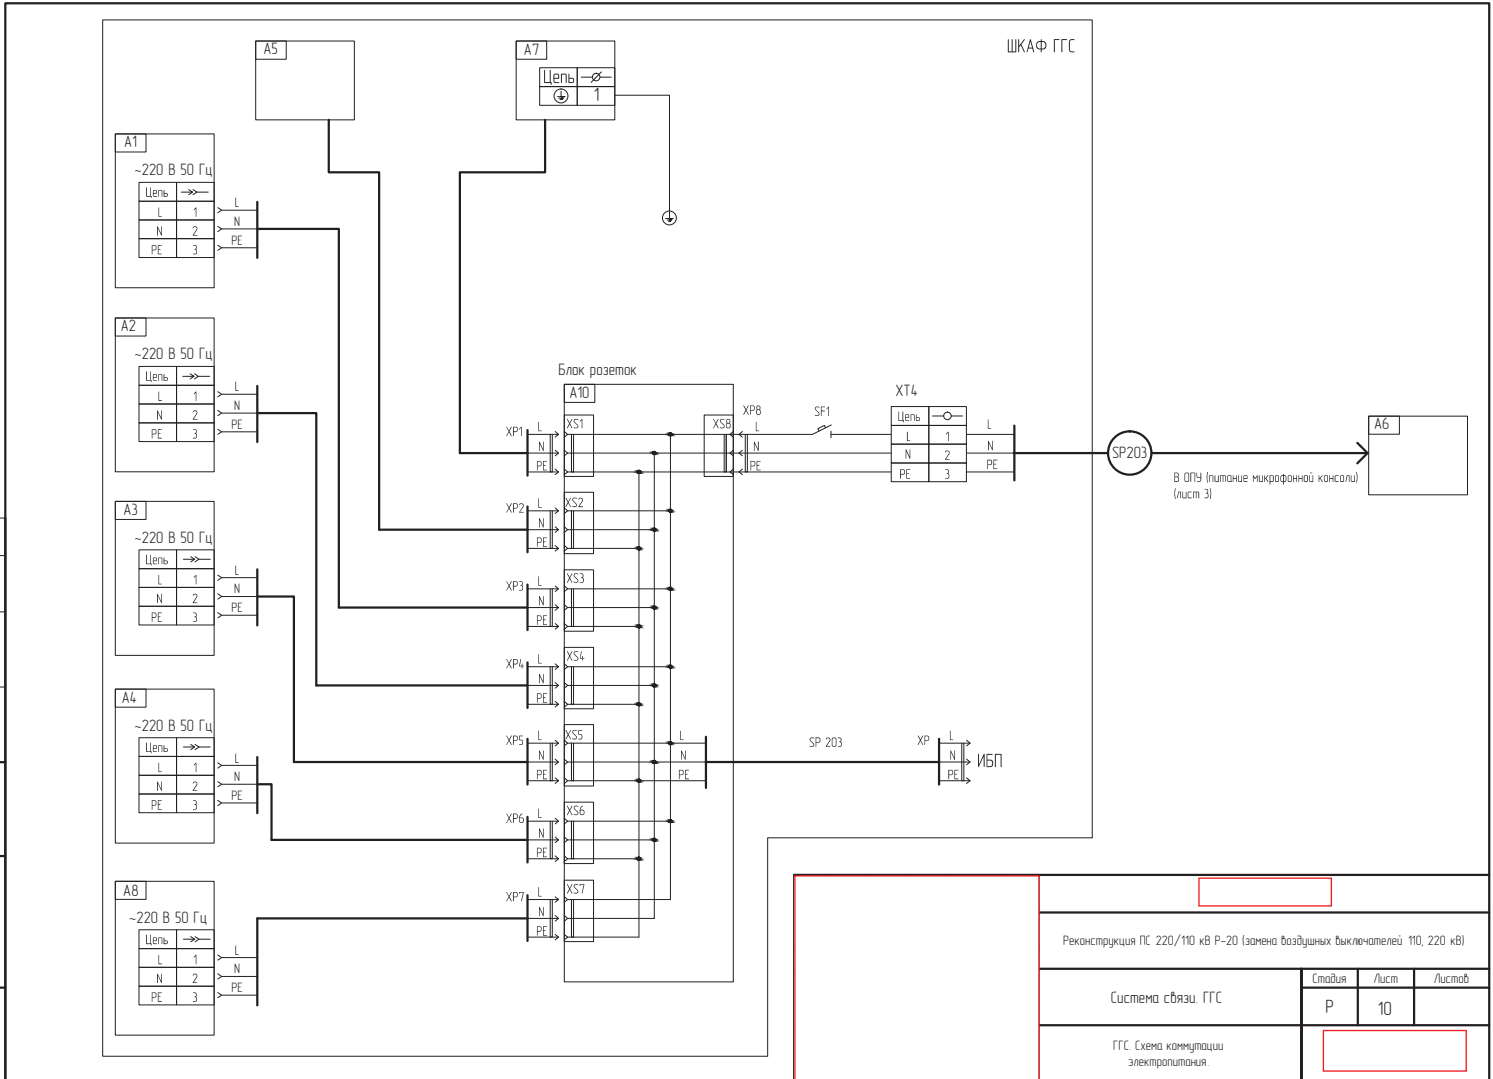 ШКАФ ГГС
A5
A7
Цепь
1
A1
~220 В 50 Гц
Цепь
L 1
N 2
PE 3
L
N
PE
A2
~220 В 50 Гц
Цепь
L 1
N 2
PE 3
L
N
PE
A3
~220 В 50 Гц
Цепь
L 1
N 2
PE 3
L
N
PE
A4
~220 В 50 Гц
Цепь
L 1
N 2
PE 3
L
N
PE
A8
~220 В 50 Гц
Цепь
L 1
N 2
PE 3
L
N
PE
Блок розеток
A10
XP1 L XS1
N
PE
XP2 L XS2
N
PE
XP3 L XS3
N
PE
XP4 L XS4
N
PE
XP5 L XS5
N
PE
XP6 L XS6
N
PE
XP7 L XS7
N
PE
XS8
XP8
L
N
PE
SF1
XT4
Цепь
L 1
N 2
PE 3
L
N
PE
SP203
A6
В ОПУ (питание микрофонной консоли)
(лист 3)
L
N
PE
SP 203
XP L
N
PE
ИБП
Реконструкция ПС 220/110 кВ Р-20 (замена воздушных выключателей 110, 220 кВ)
Система связи. ГГС
Стадия Лист Листов
Р 10
ГГС. Схема коммутации
электропитания.